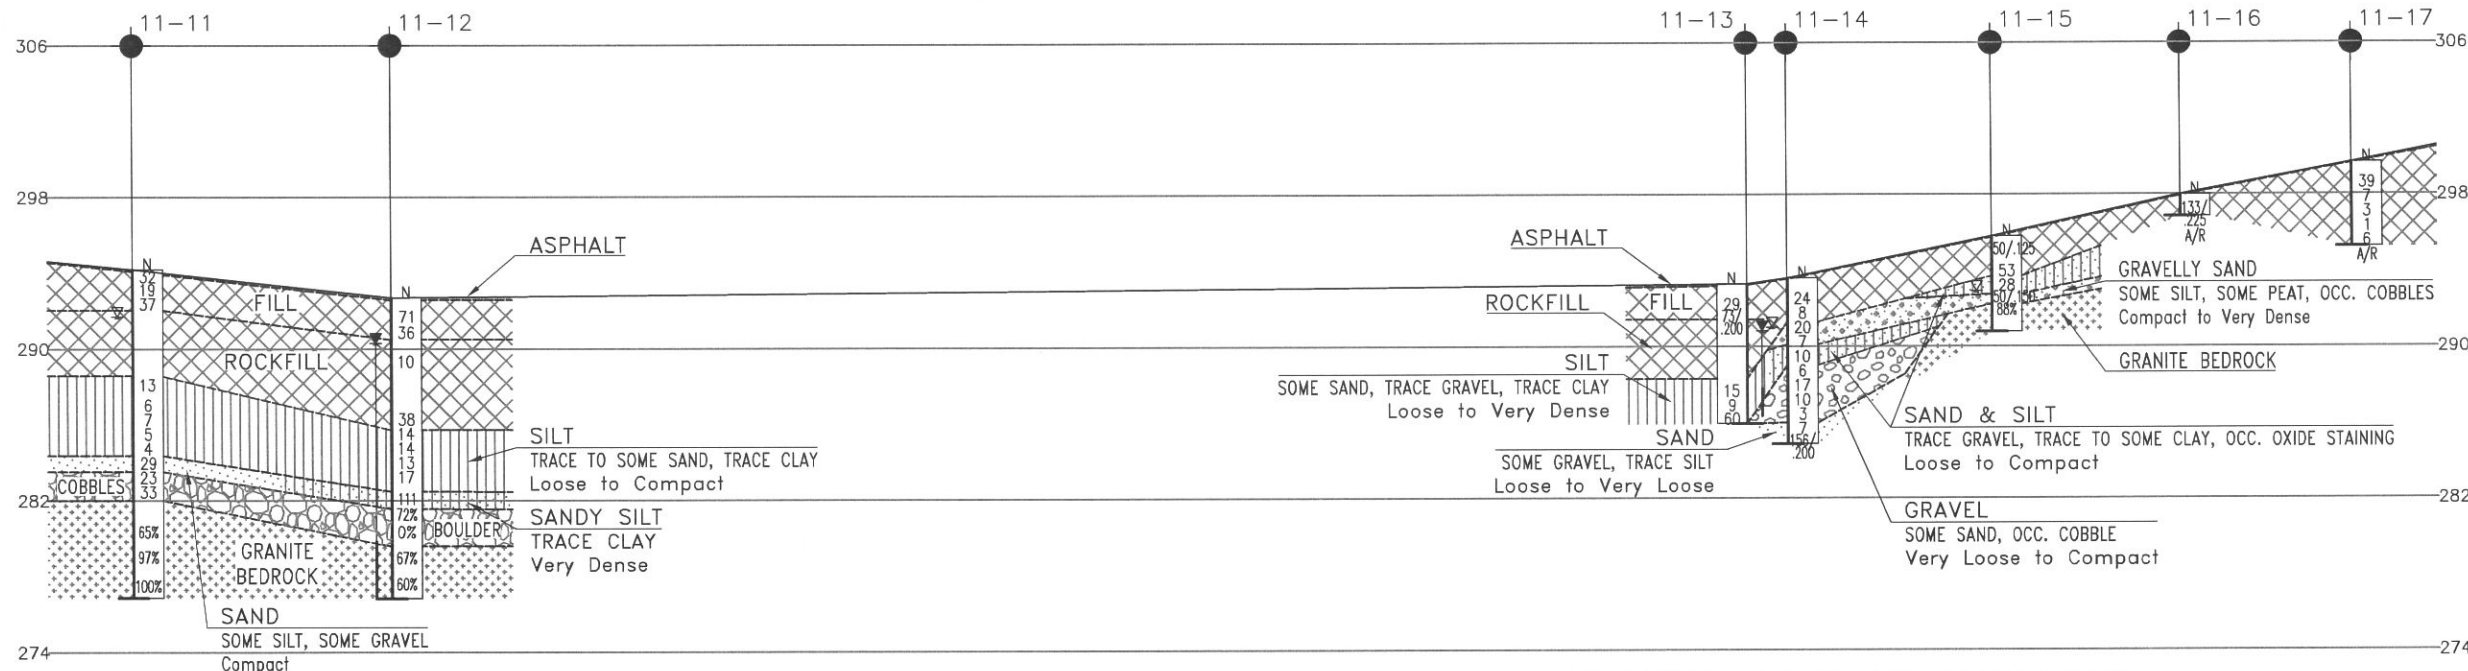 11-11
11-12
11-13
11-14
11-15
11-16
11-17
306
306
298
298
290
290
282
282
274
274
N
32
19
37
13
6
7
5
4
29
23
33
65%
97%
100%
N
71
36
10
38
14
14
13
17
111
72%
0%
67%
60%
FILL
ROCKFILL
COBBLES
BOULDER
GRANITE
BEDROCK
ASPHALT
SILT
TRACE TO SOME SAND, TRACE CLAY
Loose to Compact
SANDY SILT
TRACE CLAY
Very Dense
SAND
SOME SILT, SOME GRAVEL
Compact
ASPHALT
ROCKFILL
FILL
SILT
SOME SAND, TRACE GRAVEL, TRACE CLAY
Loose to Very Dense
SAND
SOME GRAVEL, TRACE SILT
Loose to Very Loose
N
29
73/
.200
15
9
60
N
24
8
20
7
10
6
17
10
3
7
156/
.200
N
50/.125
53
28
50/.150
88%
N
133/
.225
A/R
N
39
7
3
1
6
A/R
GRAVELLY SAND
SOME SILT, SOME PEAT, OCC. COBBLES
Compact to Very Dense
GRANITE BEDROCK
SAND & SILT
TRACE GRAVEL, TRACE TO SOME CLAY, OCC. OXIDE STAINING
Loose to Compact
GRAVEL
SOME SAND, OCC. COBBLE
Very Loose to Compact